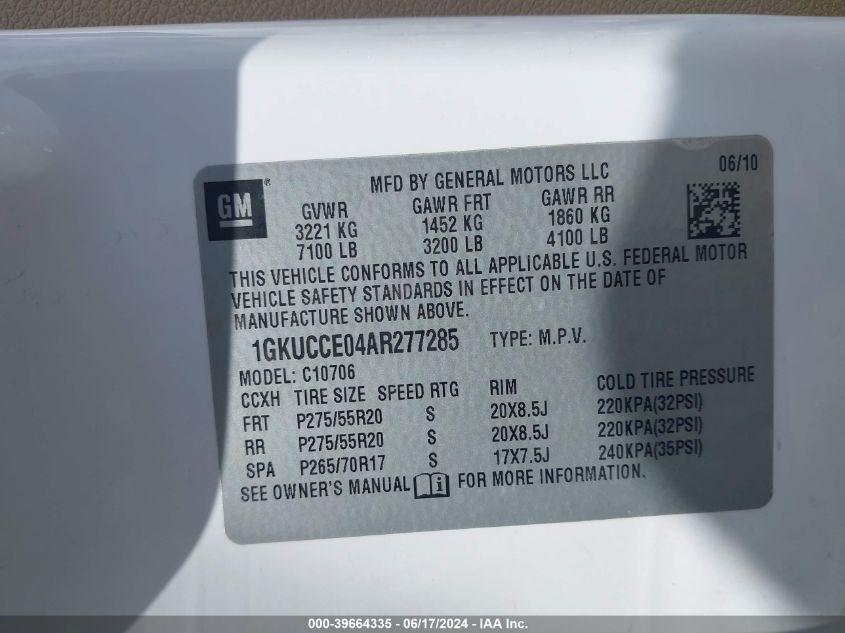 GM ®
MFD BY GENERAL MOTORS LLC 06/10
GVWR GAWR FRT GAWR RR
3221 KG 1452 KG 1860 KG
7100 LB 3200 LB 4100 LB
THIS VEHICLE CONFORMS TO ALL APPLICABLE U.S. FEDERAL MOTOR
VEHICLE SAFETY STANDARDS IN EFFECT ON THE DATE OF
MANUFACTURE SHOWN ABOVE.
1GKUCCE04AR277285 TYPE: M.P.V.
MODEL: C10706
CCXH TIRE SIZE SPEED RTG RIM COLD TIRE PRESSURE
FRT P275/55R20 S 20X8.5J 220KPA(32PSI)
RR P275/55R20 S 20X8.5J 220KPA(32PSI)
SPA P265/70R17 S 17X7.5J 240KPA(35PSI)
SEE OWNER'S MANUAL i FOR MORE INFORMATION.
000-39664335 - 06/17/2024 - IAA Inc.